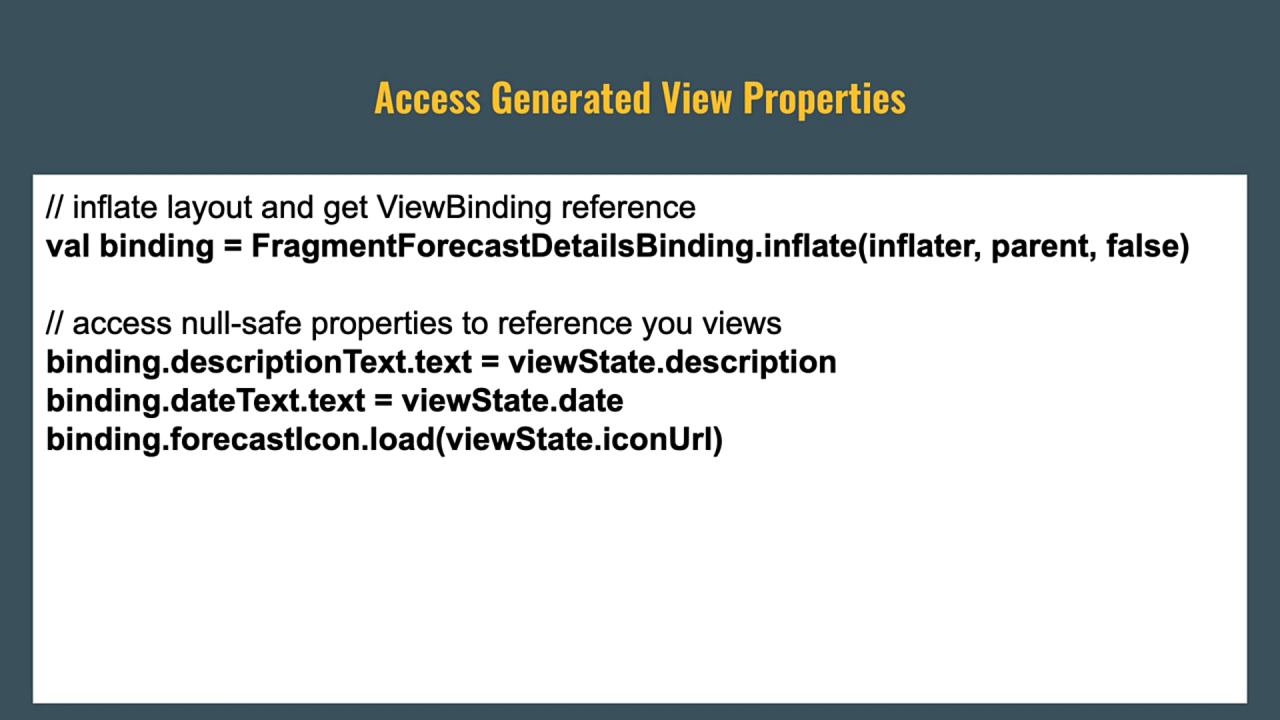 Access Generated View Properties
// inflate layout and get ViewBinding reference
val binding = FragmentForecastDetailsBinding.inflate(inflater, parent, false)
// access null-safe properties to reference you views
binding.descriptionText.text = viewState.description
binding.dateText.text = viewState.date
binding.forecastIcon.load(viewState.iconUrl)